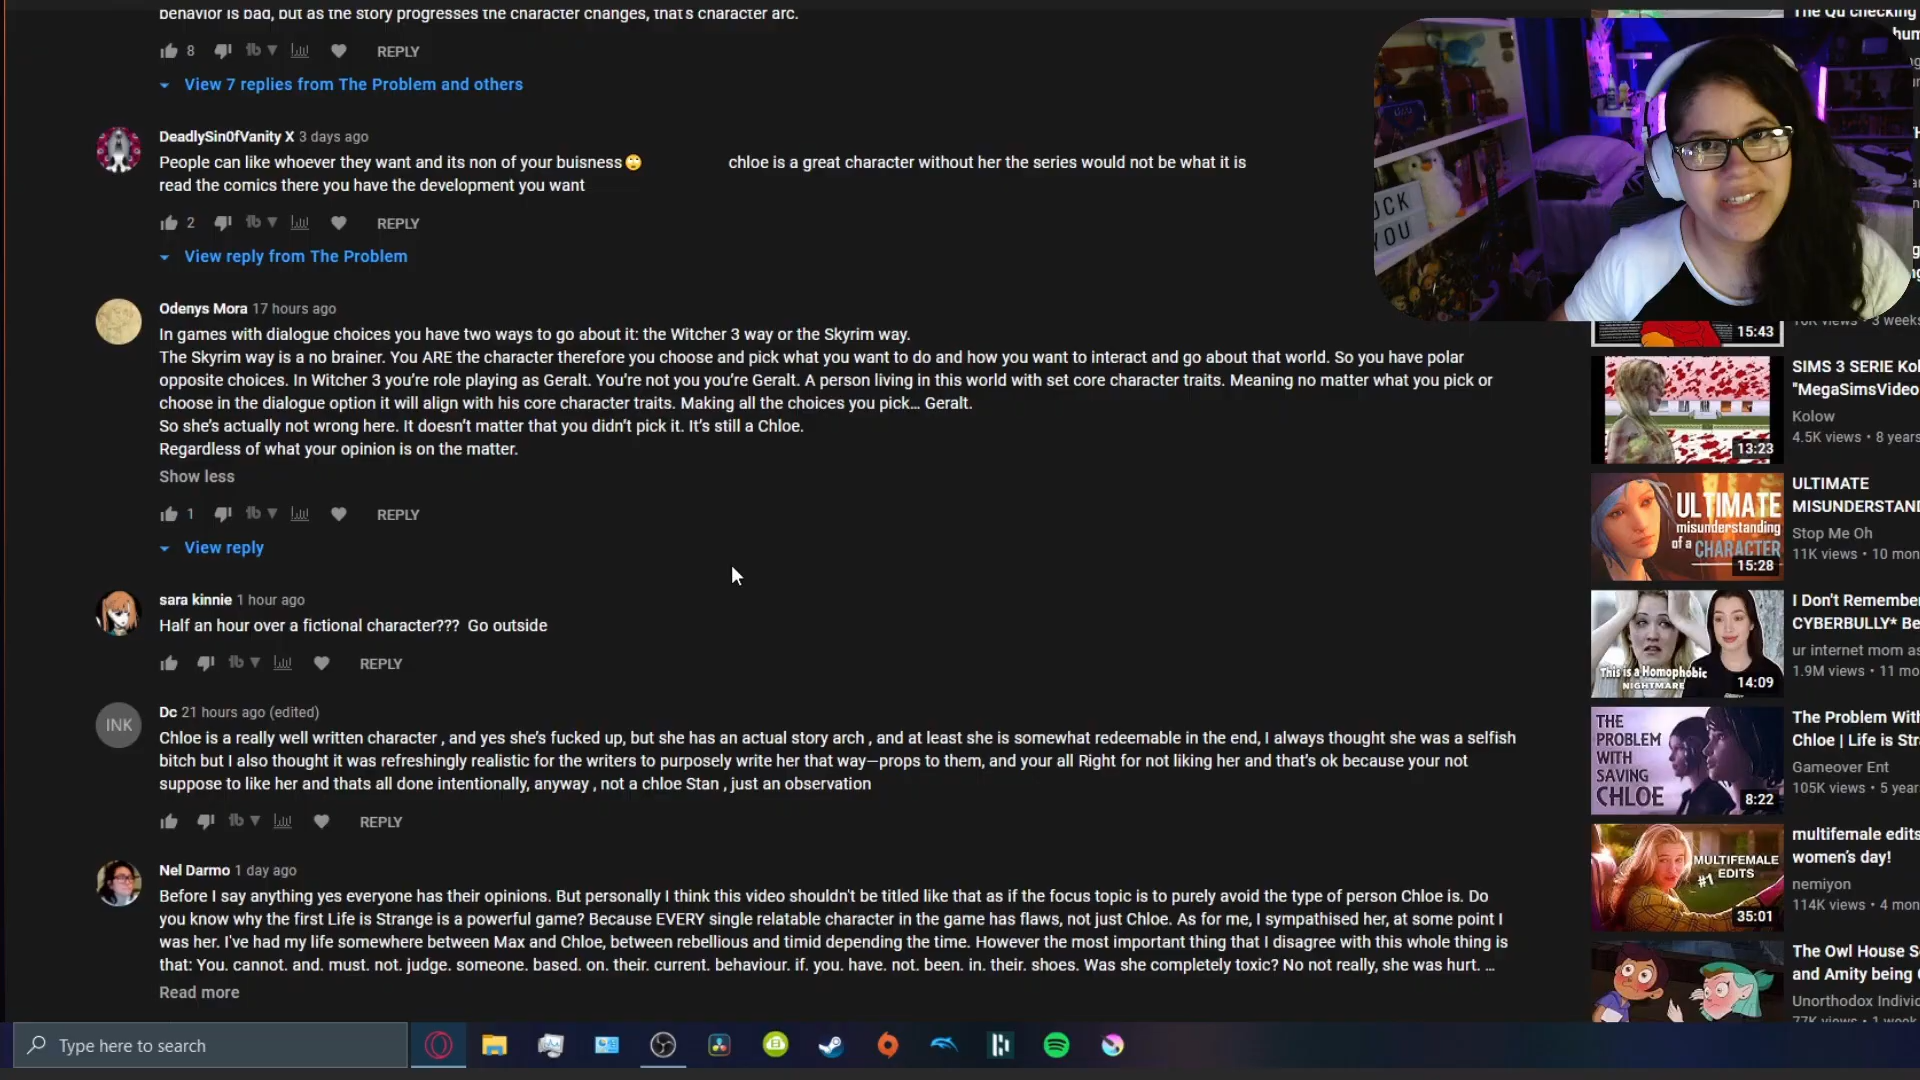 behavior is bad, but as the story progresses the character changes, that's character arc.
8 REPLY
View 7 replies from The Problem and others
DeadlySin0fVanity X 3 days ago
People can like whoever they want and its non of your buisness chloe is a great character without her the series would not be what it is
read the comics there you have the development you want
2 REPLY
View reply from The Problem
Odenys Mora 17 hours ago
In games with dialogue choices you have two ways to go about it: the Witcher 3 way or the Skyrim way.
The Skyrim way is a no brainer. You ARE the character therefore you choose and pick what you want to do and how you want to interact and go about that world. So you have polar
opposite choices. In Witcher 3 you're role playing as Geralt. You're not you you're Geralt. A person living in this world with set core character traits. Meaning no matter what you pick or
choose in the dialogue option it will align with his core character traits. Making all the choices you pick... Geralt.
So she's actually not wrong here. It doesn't matter that you didn't pick it. It's still a Chloe.
Regardless of what your opinion is on the matter.
Show less
1 REPLY
View reply
sara kinnie 1 hour ago
Half an hour over a fictional character??? Go outside
REPLY
INK
Dc 21 hours ago (edited)
Chloe is a really well written character , and yes she's fucked up, but she has an actual story arch , and at least she is somewhat redeemable in the end, I always thought she was a selfish
bitch but I also thought it was refreshingly realistic for the writers to purposely write her that way—props to them, and your all Right for not liking her and that's ok because your not
suppose to like her and thats all done intentionally, anyway , not a chloe Stan , just an observation
REPLY
Nel Darmo 1 day ago
Before I say anything yes everyone has their opinions. But personally I think this video shouldn't be titled like that as if the focus topic is to purely avoid the type of person Chloe is. Do
you know why the first Life is Strange is a powerful game? Because EVERY single relatable character in the game has flaws, not just Chloe. As for me, I sympathised her, at some point I
was her. I've had my life somewhere between Max and Chloe, between rebellious and timid depending the time. However the most important thing that I disagree with this whole thing is
that: You. cannot. and. must. not. judge. someone. based. on. their. current. behaviour. if. you. have. not. been. in. their. shoes. Was she completely toxic? No not really, she was hurt. ...
Read more
The Qu checking
YOU
15:43
3 weeks
SIMS 3 SERIE Kol
"MegaSimsVideo
Kolow
4.5K views • 8 years
13:23
ULTIMATE
misunderstanding
of a CHARACTER
15:28
ULTIMATE
MISUNDERSTAND
Stop Me Oh
11K views • 10 mon
This is a Homophobic
NIGHTMARE
14:09
I Don't Remember
CYBERBULLY* Be
ur internet mom as
1.9M views • 11 mo
THE
PROBLEM
WITH
SAVING
CHLOE
8:22
The Problem With
Chloe | Life is Str
Gameover Ent
105K views • 5 year
MULTIFEMALE
#1 EDITS
35:01
multifemale edits
women's day!
nemiyon
114K views • 4 mon
The Owl House S
and Amity being
Unorthodox Individ
77K views • 1 week
Type here to search